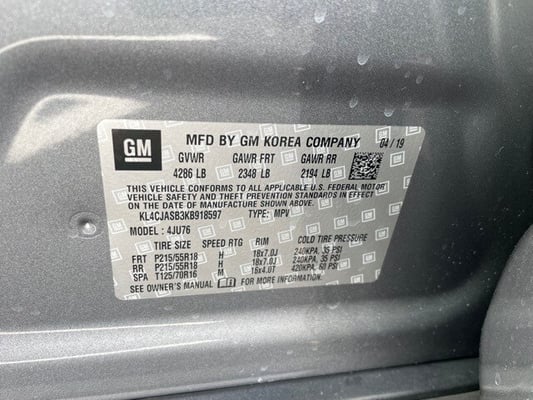 GM MFD BY GM KOREA COMPANY 04/19
GVWR GAWR FRT GAWR RR
4286 LB 2348 LB 2194 LB
THIS VEHICLE CONFORMS TO ALL APPLICABLE U.S. FEDERAL MOTOR
VEHICLE SAFETY, BUMPER, AND THEFT PREVENTION STANDARDS IN
EFFECT ON THE DATE OF MANUFACTURE SHOWN ABOVE.
KL4CJASB3KB918597 TYPE: MPV
MODEL: 4JU76
TIRE SIZE SPEED RTG RIM COLD TIRE PRESSURE
FRT P215/55R18 H 18x7.0J 240KPA, 35 PSI
RR P215/55R18 H 18x7.0J 240KPA, 35 PSI
SPA T125/70R16 M 16x4.0T 420KPA, 60 PSI
SEE OWNER'S MANUAL FOR MORE INFORMATION